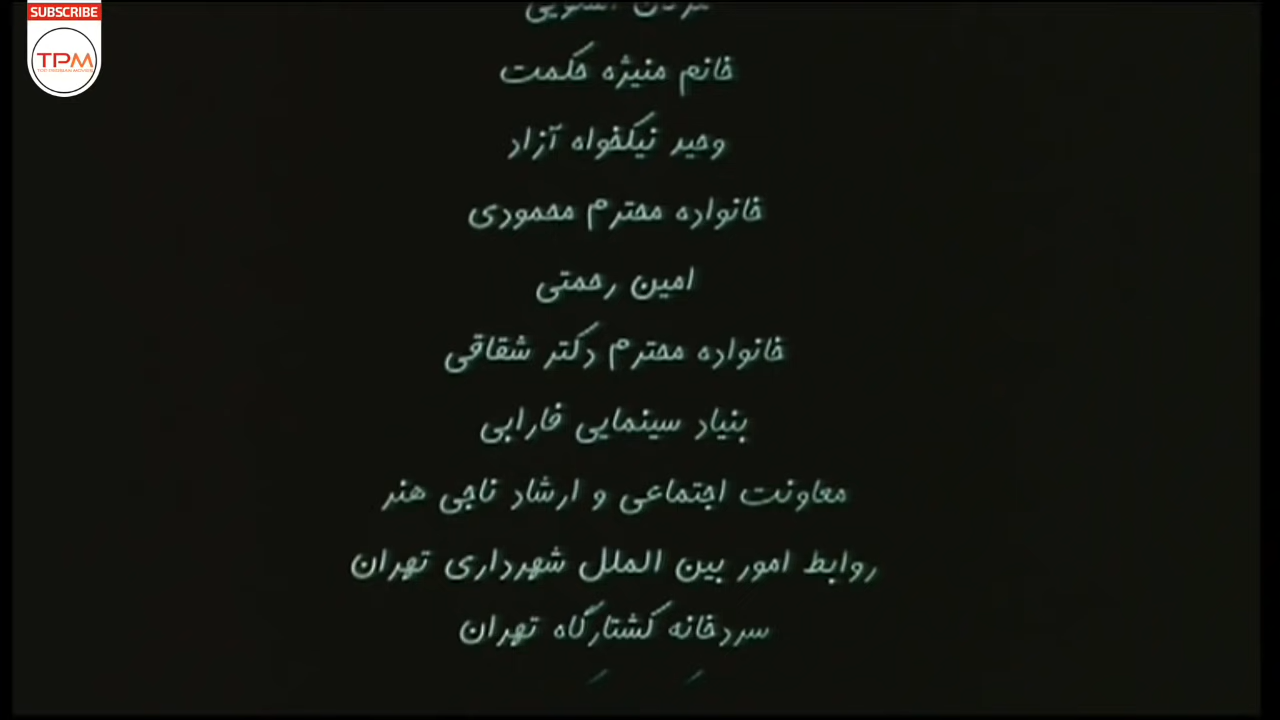 SUBSCRIBE
TPM
خانم منیژه حکمت
وحید نیکخواه آزاد
خانواده محترم محمودی
امین رحمتی
خانواده محترم دکتر شقاقی
بنیاد سینمایی فارابی
معاونت اجتماعی و ارشاد ناجی هنر
روابط امور بین الملل شهرداری تهران
سردخانه کشتارگاه تهران